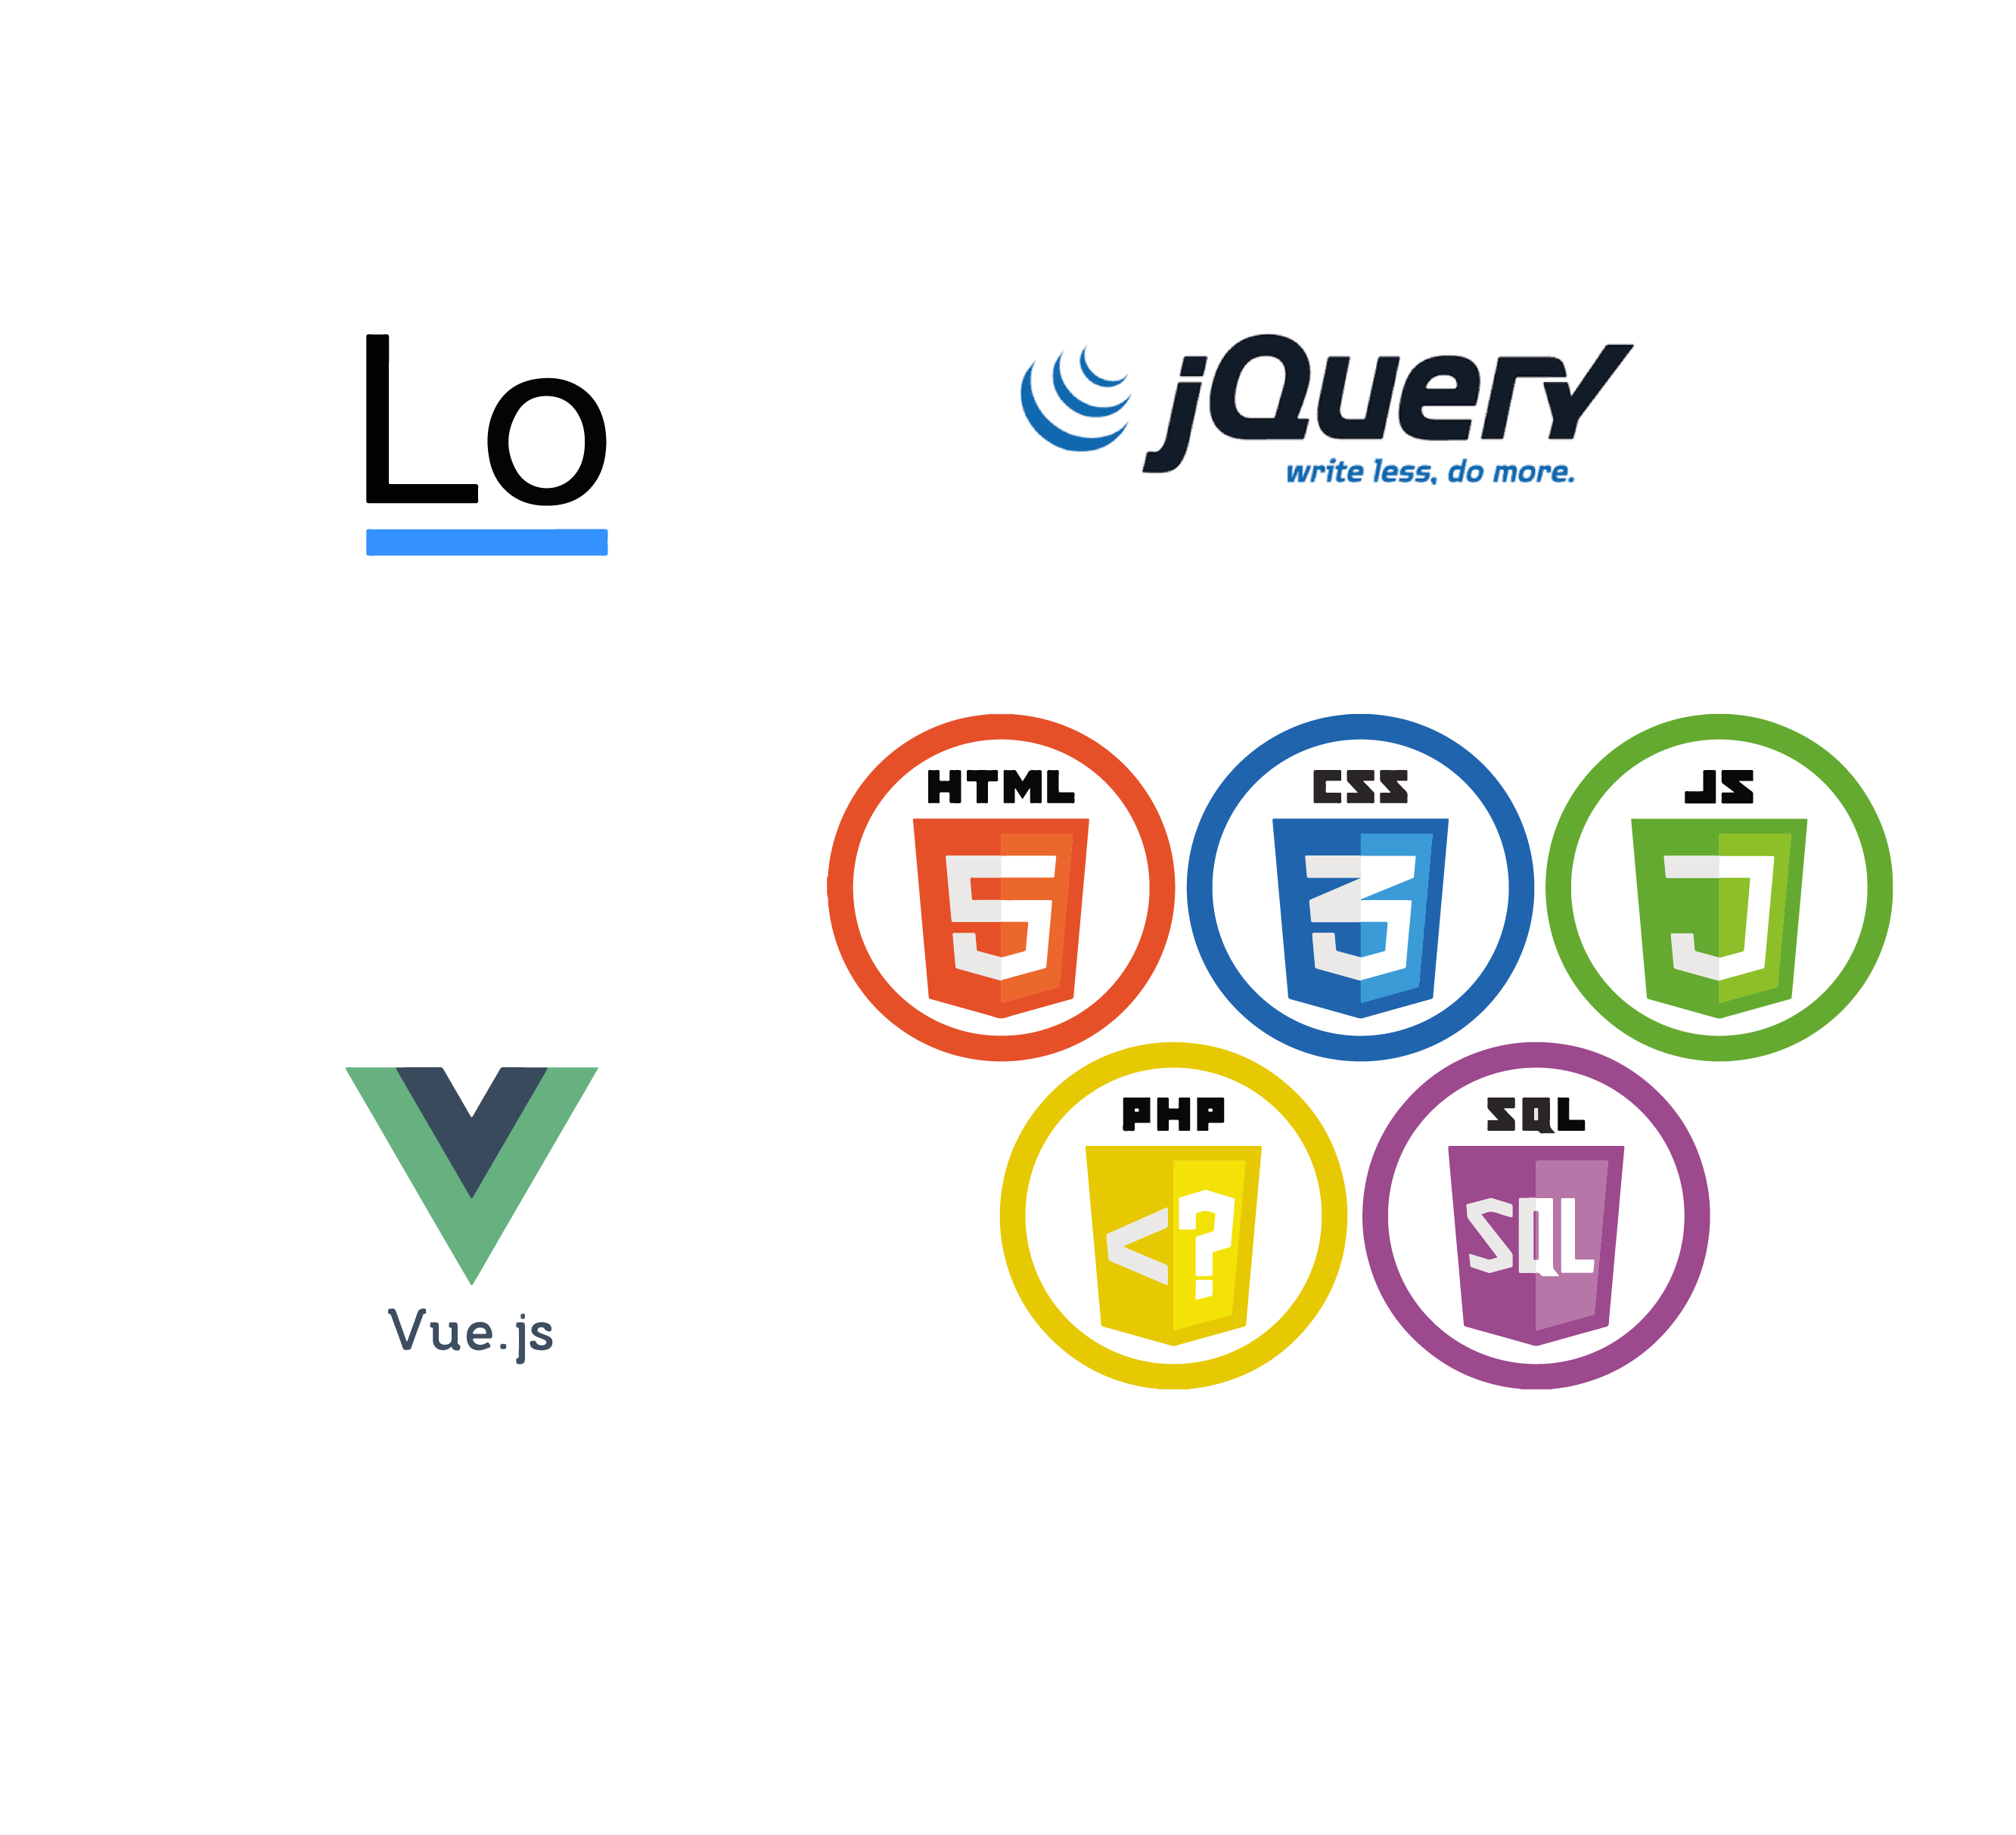 Lo
jQuery
write less, do more.
HTML
CSS
JS
5
3
J
PHP
SQL
<?
SQL
Vue.js